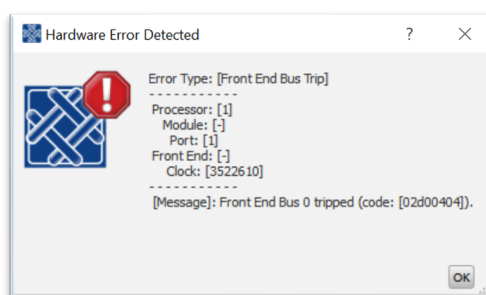 Hardware Error Detected
Error Type: [Front End Bus Trip]
- - - - - - - - - - -
Processor: [1]
Module: [-]
Port: [1]
Front End: [-]
Clock: [3522610]
- - - - - - - - - - -
[Message]: Front End Bus 0 tripped (code: [02d00404]).
OK